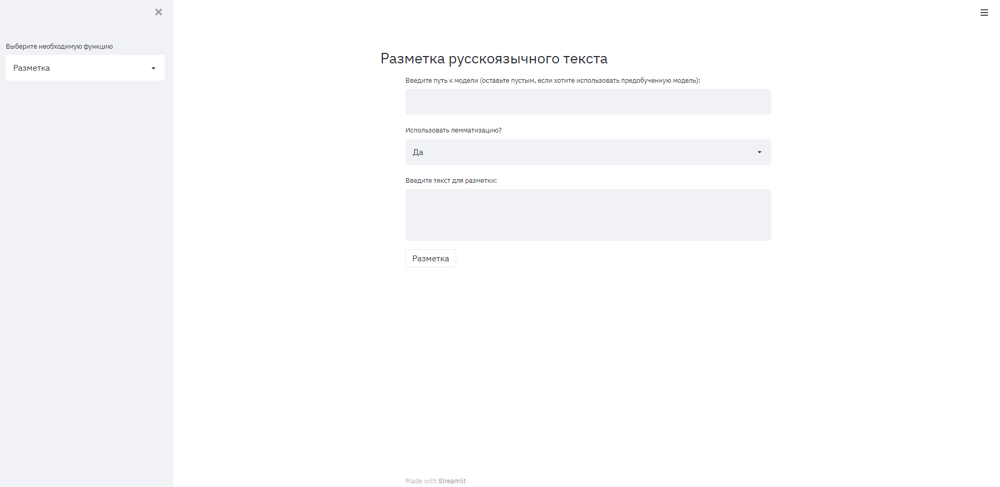 Выберите необходимую функцию
Разметка
Разметка русскоязычного текста
Введите путь к модели (оставьте пустым, если хотите использовать предобученную модель):
Использовать лемматизацию?
Да
Введите текст для разметки:
Разметка
Made with Streamlit